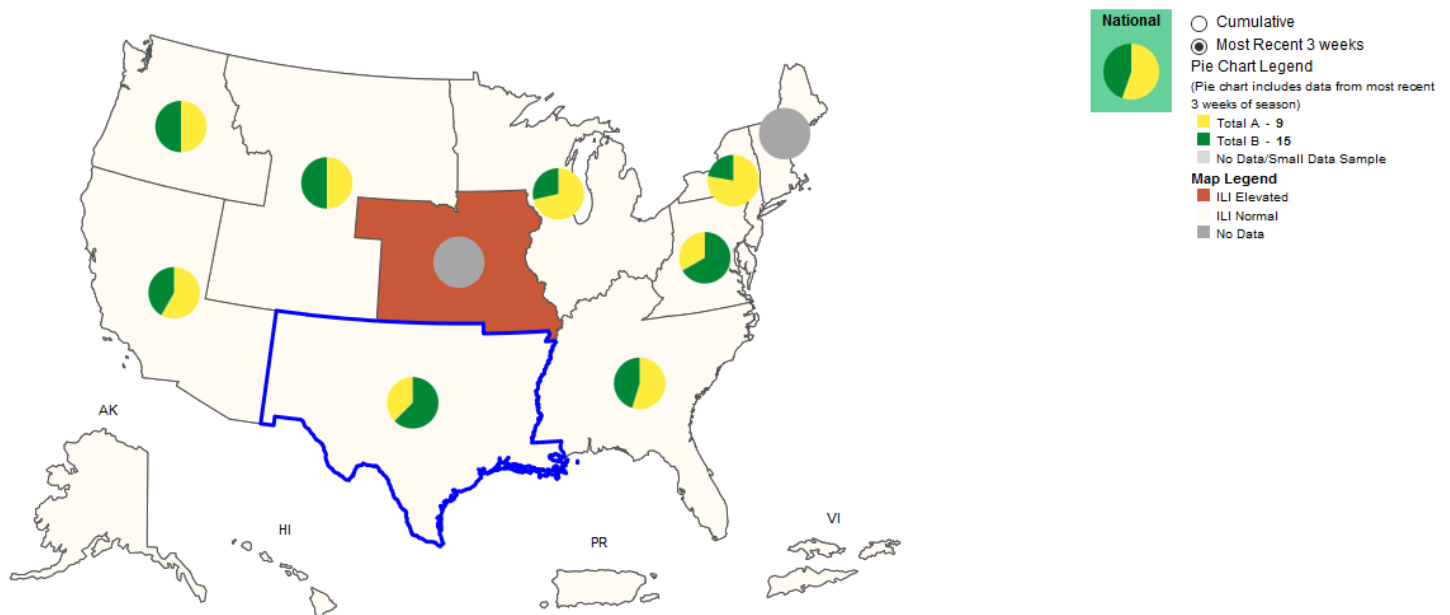 National
Cumulative
Most Recent 3 weeks
Pie Chart Legend
(Pie chart includes data from most recent
3 weeks of season)
Total A - 9
Total B - 15
No Data/Small Data Sample
Map Legend
ILI Elevated
ILI Normal
No Data
AK
HI
PR
VI